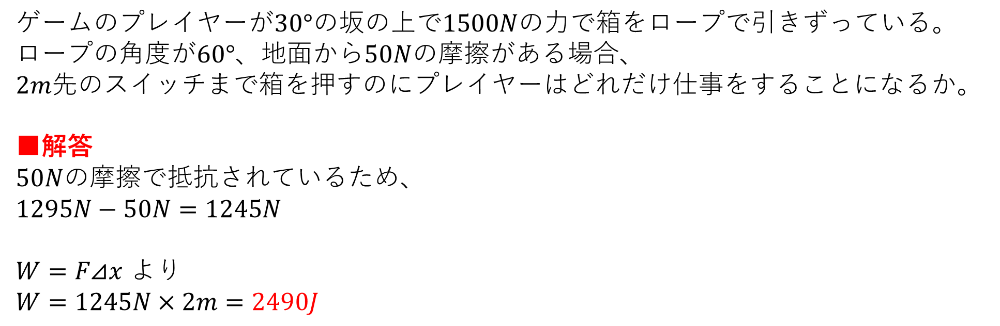 ゲームのプレイヤーが30°の坂の上で1500Nの力で箱をロープで引きずっている。
ロープの角度が60°、地面から50Nの摩擦がある場合、
2m先のスイッチまで箱を押すのにプレイヤーはどれだけ仕事をすることになるか。
■解答
50Nの摩擦で抵抗されているため、
1295N − 50N = 1245N
W = F⊿x より
W = 1245N × 2m = 2490J